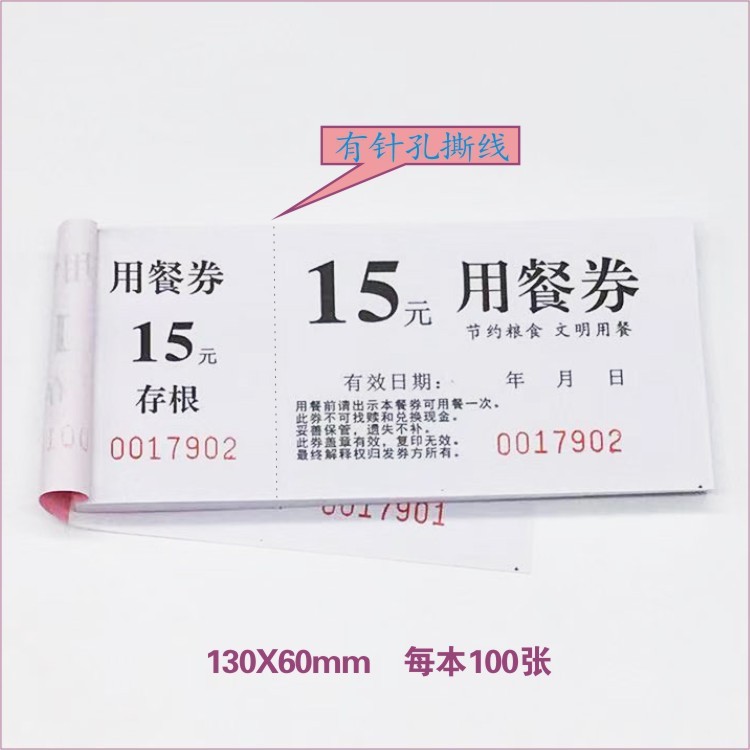 有针孔撕线
用餐券
15元
存根
0017902
15元 用餐券
节约粮食 文明用餐
有效日期： 年 月 日
用餐前请出示本餐券可用餐一次。
此券不可找赎和兑换现金。
妥善保管，遗失不补。
此券盖章有效，复印无效。
最终解释权归发券方所有。
0017902
0017901
130X60mm 每本100张